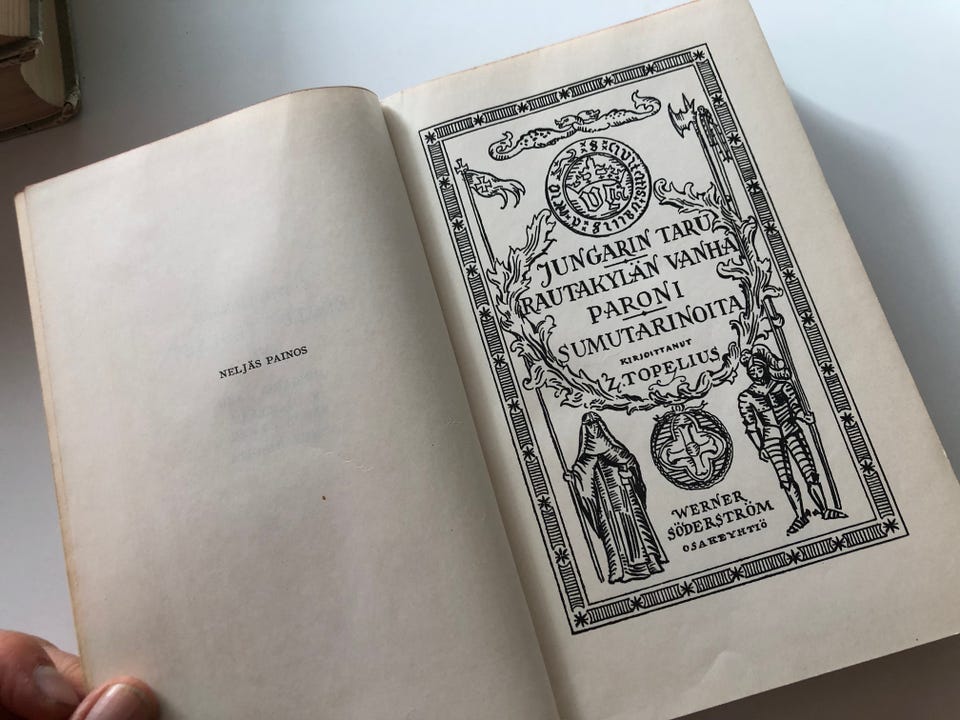 NELJÄS PAINOS
JUNGARIN TARU
RAUTAKYLÄN VANHA
PARONI
SUMUTARINOITA
KIRJOITTANUT
Z. TOPELIUS
WERNER
SÖDERSTRÖM
OSAKEYHTIÖ